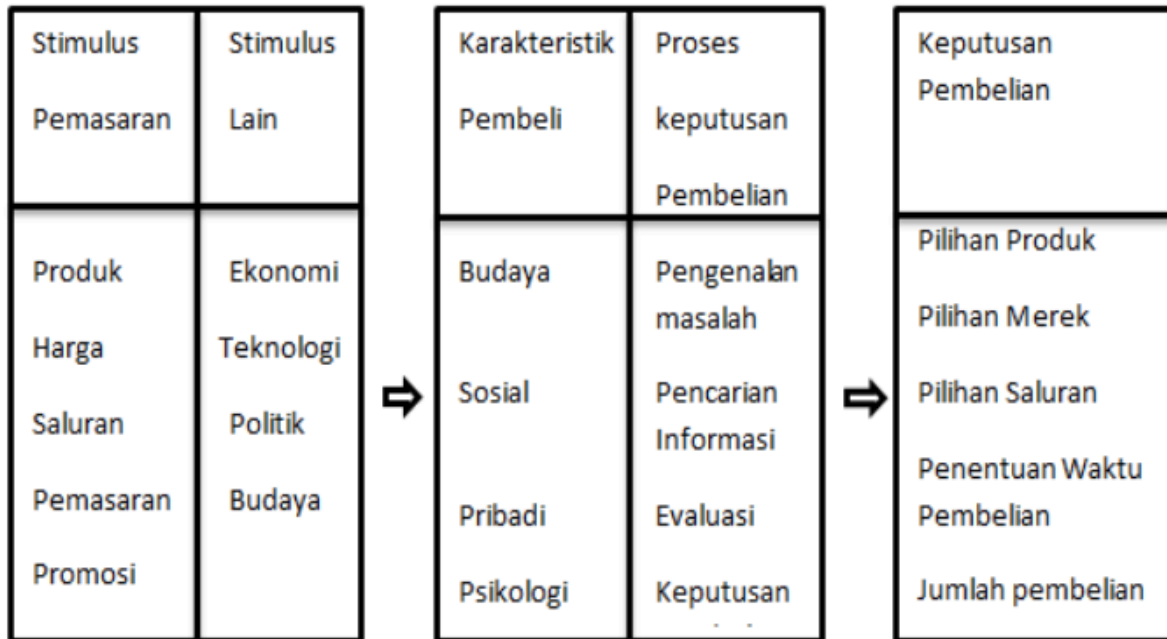 Stimulus
Pemasaran
Stimulus
Lain
Produk
Harga
Saluran
Pemasaran
Promosi
Ekonomi
Teknologi
Politik
Budaya
Karakteristik
Pembeli
Proses
keputusan
Pembelian
Budaya
Sosial
Pribadi
Psikologi
Pengenalan
masalah
Pencarian
Informasi
Evaluasi
Keputusan
Keputusan
Pembelian
Pilihan Produk
Pilihan Merek
Pilihan Saluran
Penentuan Waktu
Pembelian
Jumlah pembelian